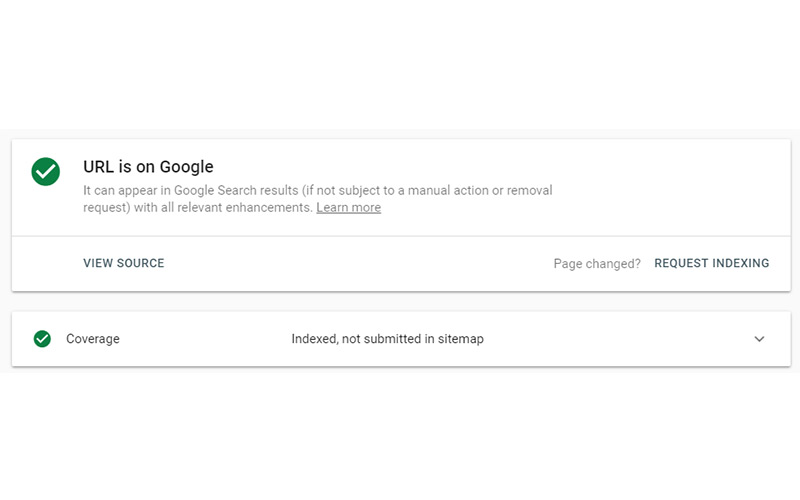 URL is on Google
It can appear in Google Search results (if not subject to a manual action or removal
request) with all relevant enhancements. Learn more
VIEW SOURCE
Page changed? REQUEST INDEXING
Coverage
Indexed, not submitted in sitemap